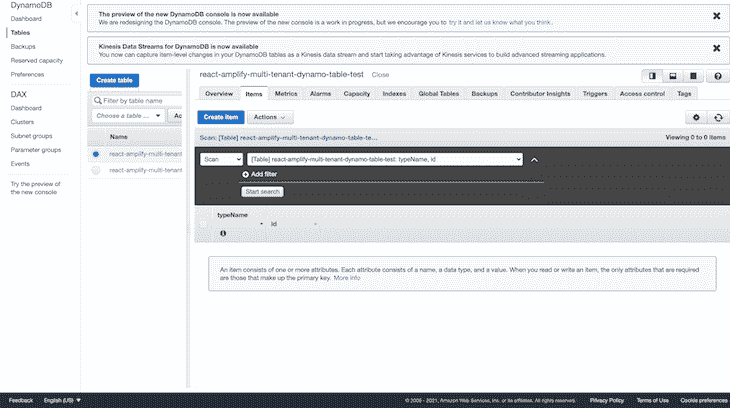 DynamoDB
Dashboard
Tables
Backups
Reserved capacity
Preferences
DAX
Dashboard
Clusters
Subnet groups
Parameter groups
Events
Try the preview of
the new console
The preview of the new DynamoDB console is now available
We are redesigning the DynamoDB console. The preview of the new console is a work in progress, but we encourage you to try it and let us know what you think.
Kinesis Data Streams for DynamoDB is now available
You now can capture item-level changes in your DynamoDB tables as a Kinesis data stream and start taking advantage of Kinesis services to build advanced streaming applications.
Create table
Filter by table name
Choose a table ... Ac
Name
react-amplify-multi-tenant
react-amplify-multi-tenant
react-amplify-multi-tenant-dynamo-table-test Close
Overview Items Metrics Alarms Capacity Indexes Global Tables Backups Contributor Insights Triggers Access control Tags
Create item Actions
Scan: [Table] react-amplify-multi-tenant-dynamo-table-te... Viewing 0 to 0 items
Scan [Table] react-amplify-multi-tenant-dynamo-table-test: typeName, id
Add filter
Start search
typeName
id
An item consists of one or more attributes. Each attribute consists of a name, a data type, and a value. When you read or write an item, the only attributes that are required
are those that make up the primary key. More info
Feedback English (US) © 2008 - 2021, Amazon Web Services, Inc. or its affiliates. All rights reserved. Privacy Policy Terms of Use Cookie preferences